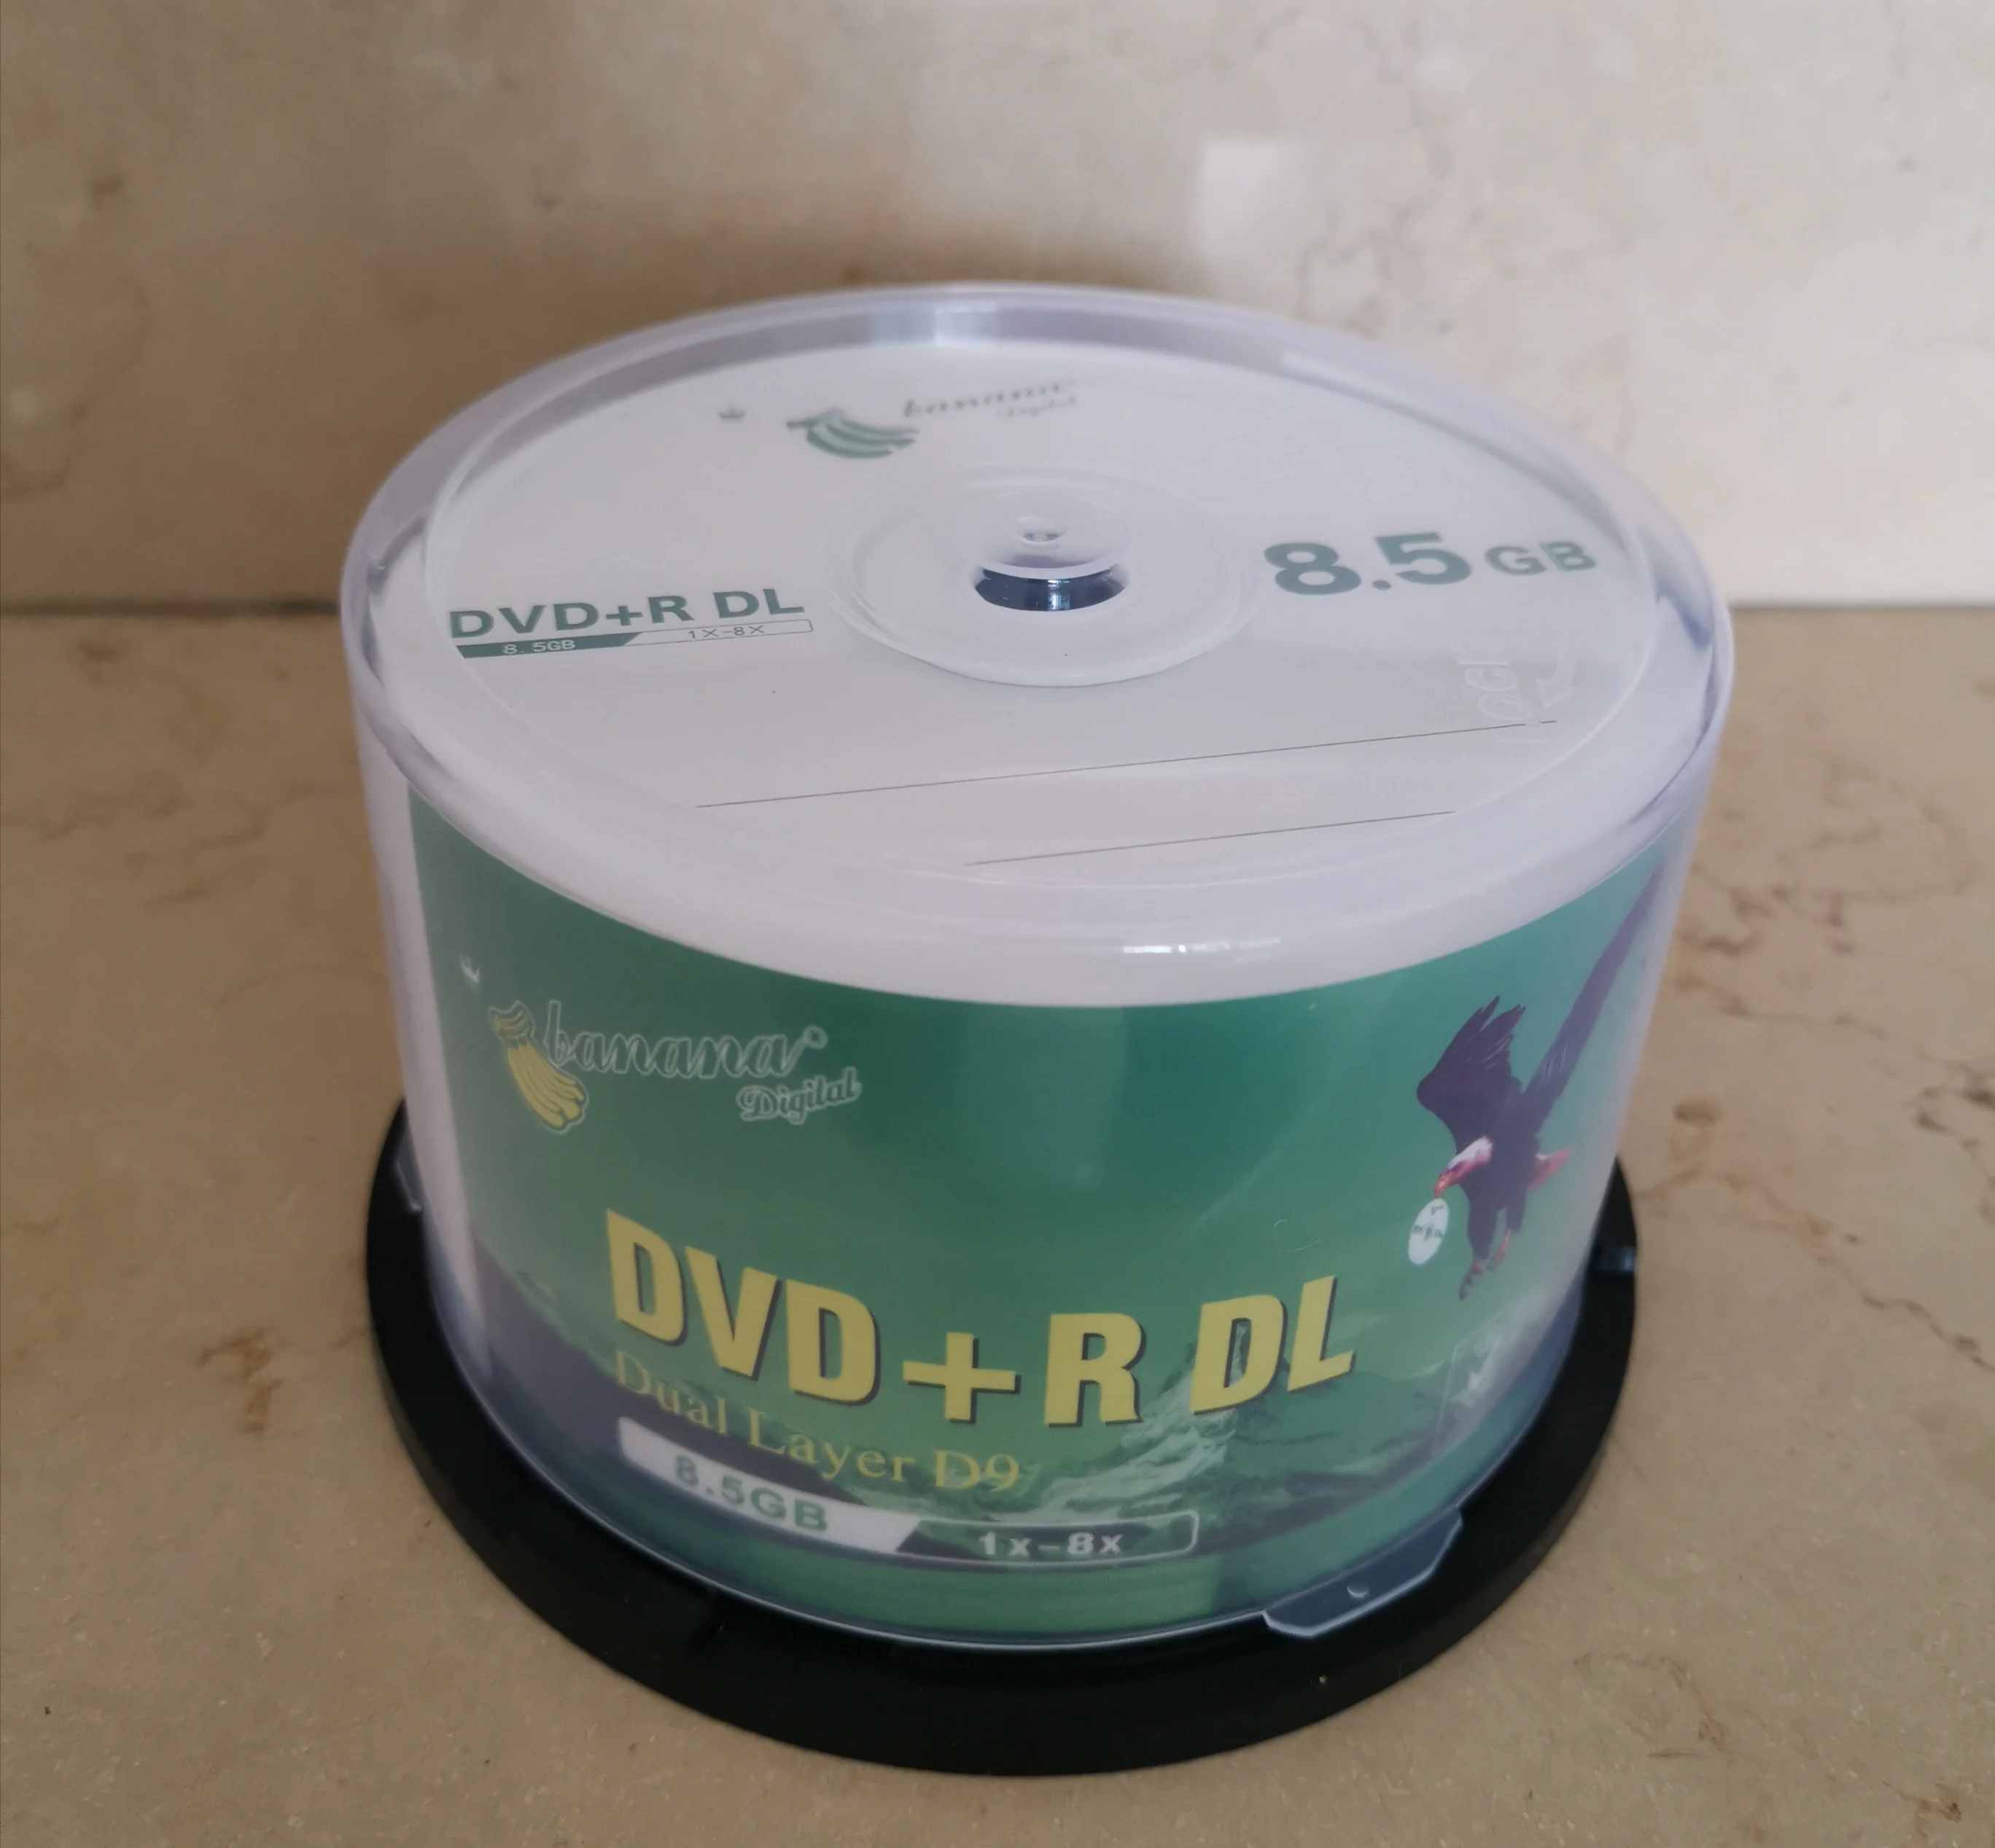 banana
Digital
8.5 GB
DVD+R DL
8.5GB 1X-8X
LOCK
banana
Digital
DVD+R DL
Dual Layer D9
8.5GB 1x-8x